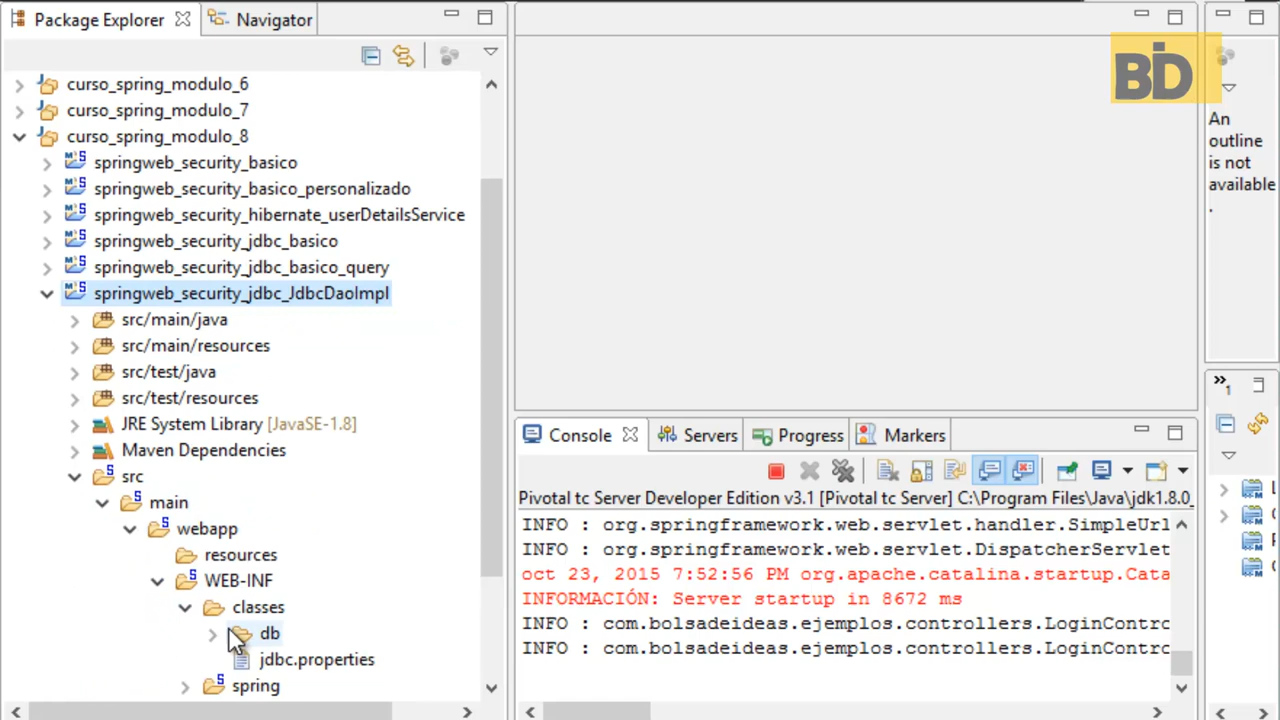 Package Explorer
Navigator
BD
curso_spring_modulo_6
curso_spring_modulo_7
curso_spring_modulo_8
springweb_security_basico
springweb_security_basico_personalizado
springweb_security_hibernate_userDetailsService
springweb_security_jdbc_basico
springweb_security_jdbc_basico_query
springweb_security_jdbc_JdbcDaoImpl
src/main/java
src/main/resources
src/test/java
src/test/resources
JRE System Library [JavaSE-1.8]
Maven Dependencies
src
main
webapp
resources
WEB-INF
classes
db
jdbc.properties
spring
An
outline
is not
available
.
Console
Servers
Progress
Markers
Pivotal tc Server Developer Edition v3.1 [Pivotal tc Server] C:\Program Files\Java\jdk1.8.0_
INFO : org.springframework.web.servlet.handler.SimpleUrl
INFO : org.springframework.web.servlet.DispatcherServlet
oct 23, 2015 7:52:56 PM org.apache.catalina.startup.Cata
INFORMACIÓN: Server startup in 8672 ms
INFO : com.bolsadeideas.ejemplos.controllers.LoginContro
INFO : com.bolsadeideas.ejemplos.controllers.LoginContro